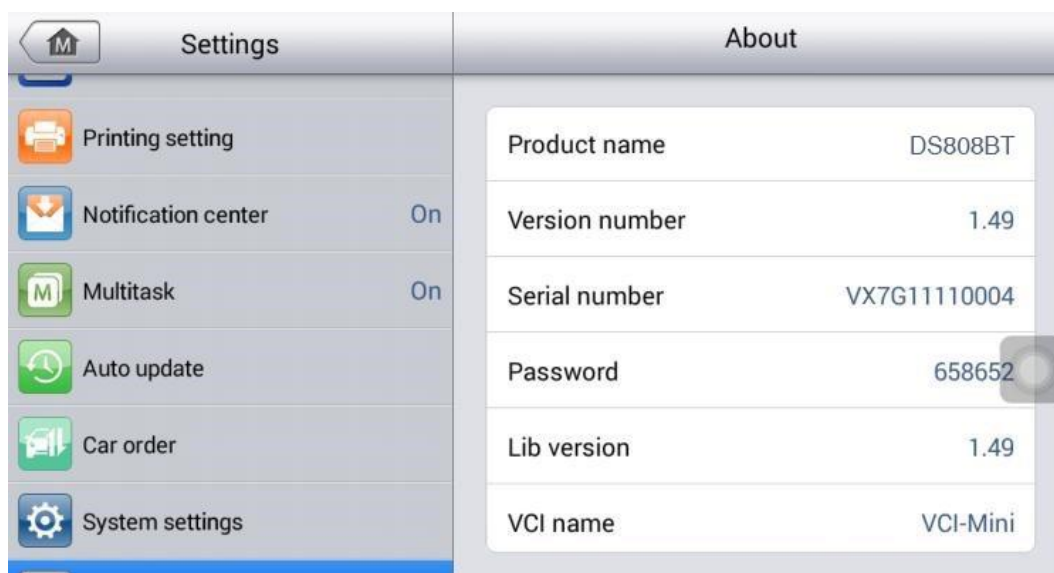 Settings
Printing setting
Notification center On
Multitask On
Auto update
Car order
System settings
About
Product name DS808BT
Version number 1.49
Serial number VX7G11110004
Password 658652
Lib version 1.49
VCI name VCI-Mini